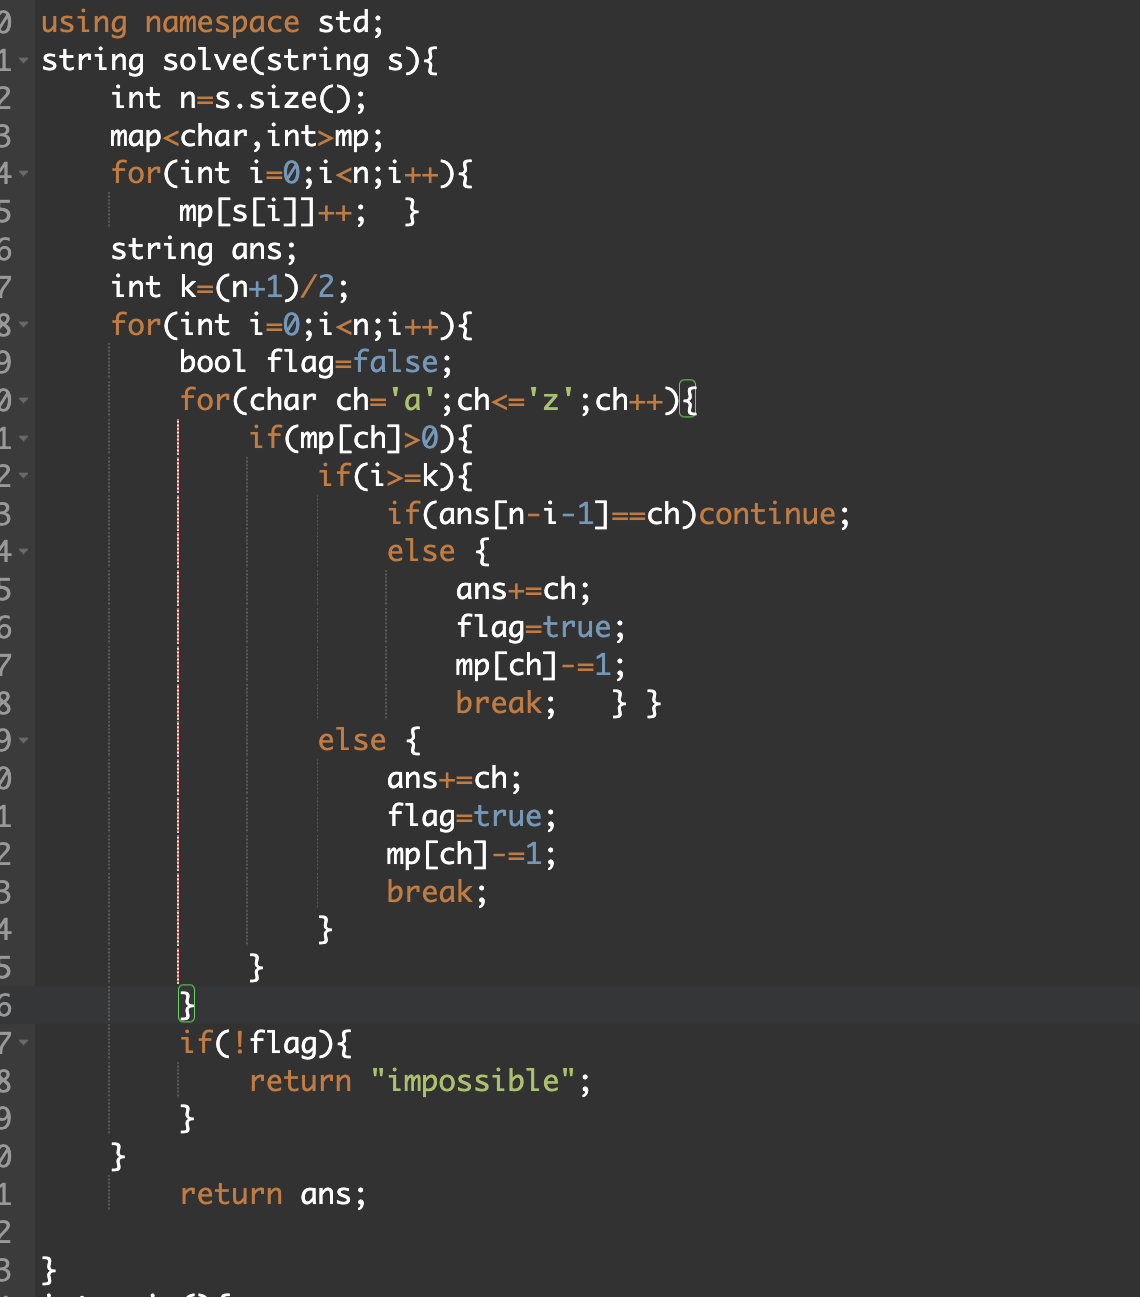 0 using namespace std;
1 string solve(string s){
2 int n=s.size();
3 map<char,int>mp;
4 for(int i=0;i<n;i++){
5 mp[s[i]]++;  }
6 string ans;
7 int k=(n+1)/2;
8 for(int i=0;i<n;i++){
9 bool flag=false;
0 for(char ch='a';ch<='z';ch++){
1 if(mp[ch]>0){
2 if(i>=k){
3 if(ans[n-i-1]==ch)continue;
4 else {
5 ans+=ch;
6 flag=true;
7 mp[ch]-=1;
8 break;   } }
9 else {
0 ans+=ch;
1 flag=true;
2 mp[ch]-=1;
3 break;
4 }
5 }
6 }
7 if(!flag){
8 return "impossible";
9 }
0 }
1 return ans;
2
3 }